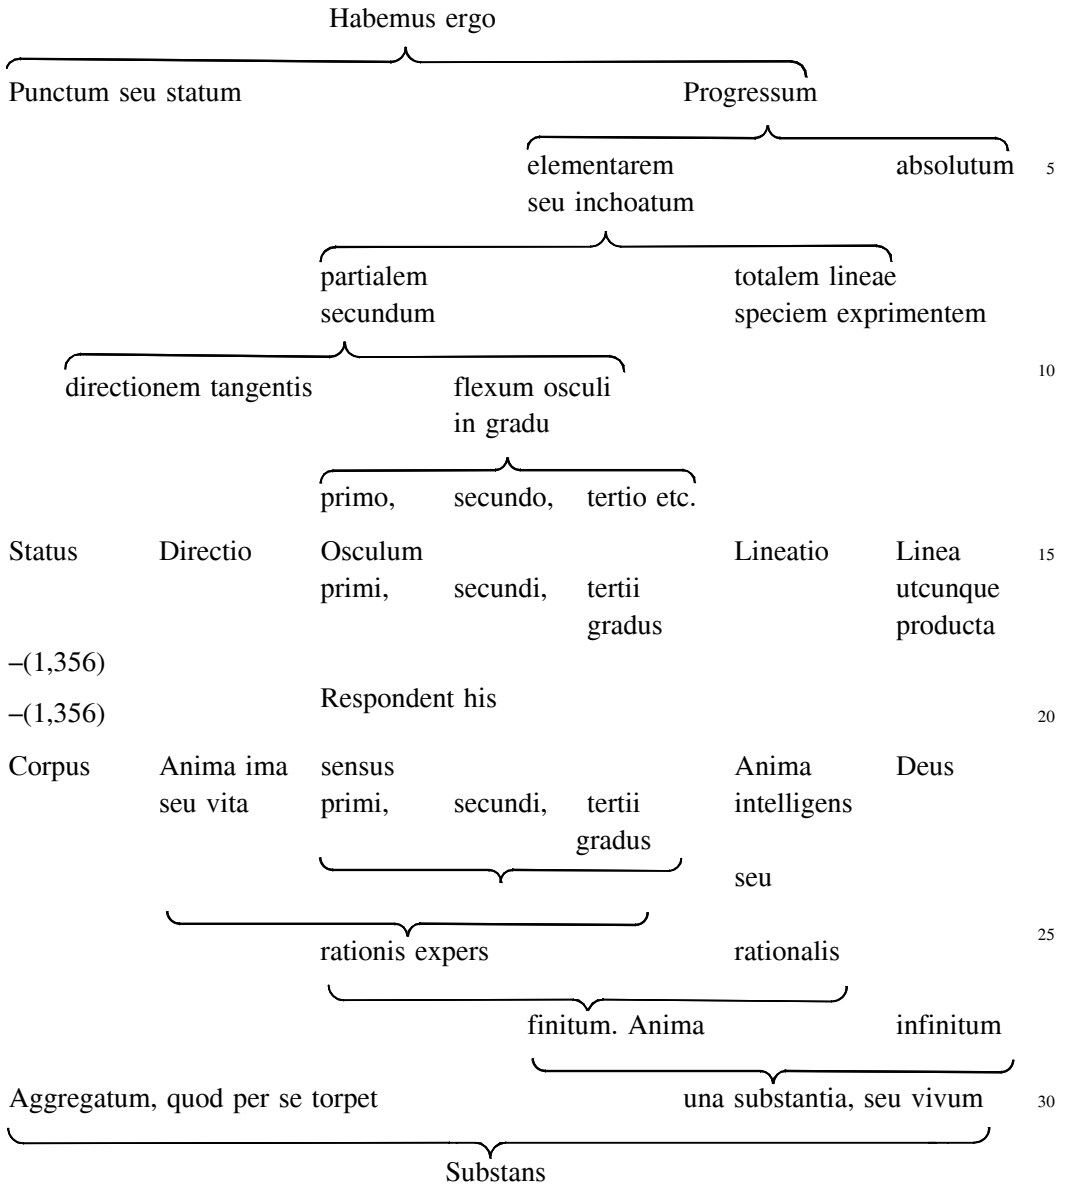 Habemus ergo
Punctum seu statum Progressum
elementarem absolutum 5
seu inchoatum
partialem totalem lineae
secundum speciem exprimentem
10
directionem tangentis flexum osculi
in gradu
primo, secundo, tertio etc.
Status Directio Osculum Lineatio Linea 15
primi, secundi, tertii utcunque
gradus producta
–(1,356)
Respondent his
–(1,356) 20
Corpus Anima ima sensus Anima Deus
seu vita primi, secundi, tertii intelligens
gradus
seu
25
rationis expers rationalis
finitum. Anima infinitum
Aggregatum, quod per se torpet una substantia, seu vivum 30
Substans